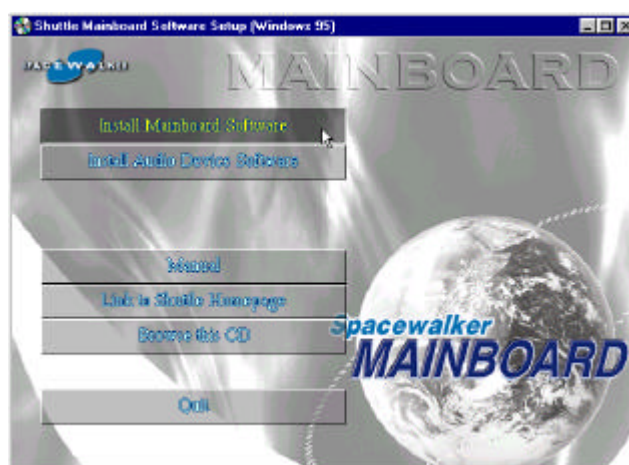 Shuttle Mainboard Software Setup (Windows 95)
SPACEWALKER
MAINBOARD
Install Mainboard Software
Install Audio Device Software
Manual
Link to Shuttle Homepage
Browse this CD
Spacewalker
MAINBOARD
Quit